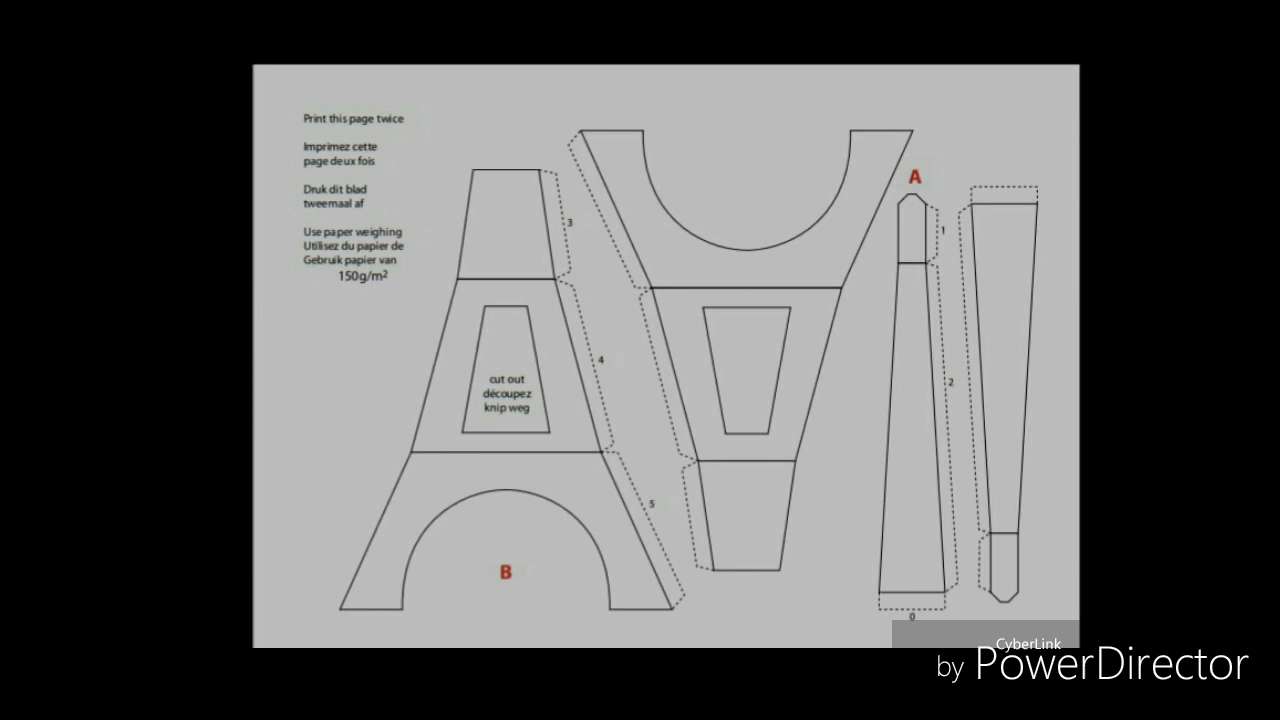 Print this page twice
Imprimez cette
page deux fois
Druk dit blad
tweemaal af
Use paper weighing
Utilisez du papier de
Gebruik papier van
150g/m²
A
1
3
4
cut out
découpez
knip weg
2
5
B
0
CyberLink
by PowerDirector